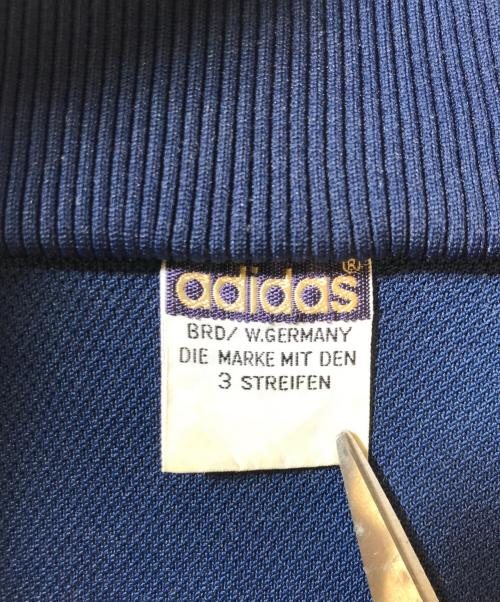 adidas®
BRD/ W.GERMANY
DIE MARKE MIT DEN
3 STREIFEN